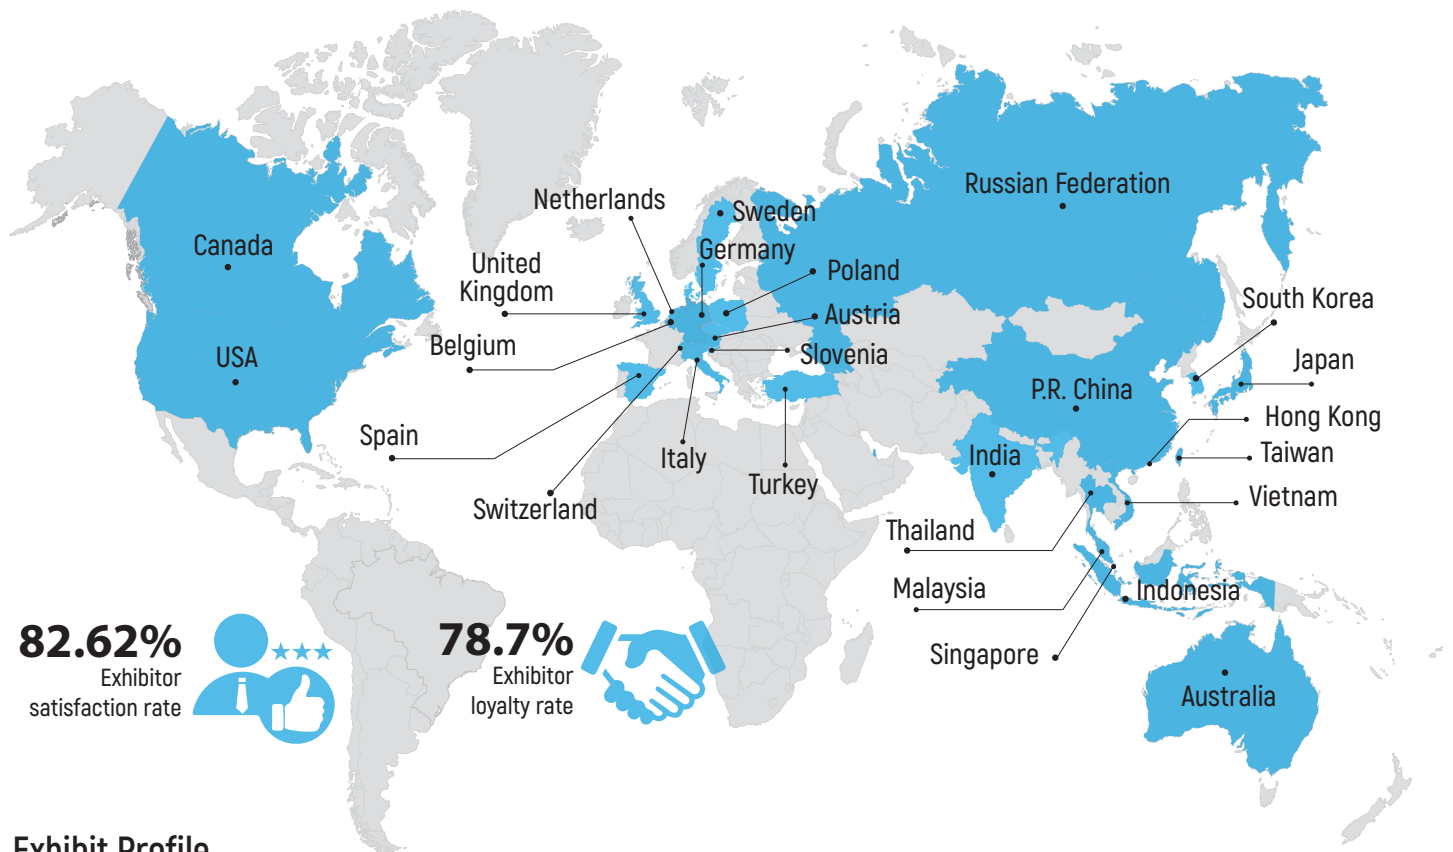 Russian Federation
Netherlands
Sweden
Canada
Germany
United
Kingdom
Poland
South Korea
Austria
Belgium
Slovenia
USA
Japan
P.R. China
Hong Kong
Spain
Italy
India
Taiwan
Turkey
Vietnam
Switzerland
Thailand
Malaysia
Indonesia
Singapore
Australia
82.62%
Exhibitor
satisfaction rate
78.7%
Exhibitor
loyalty rate
Exhibit Profile